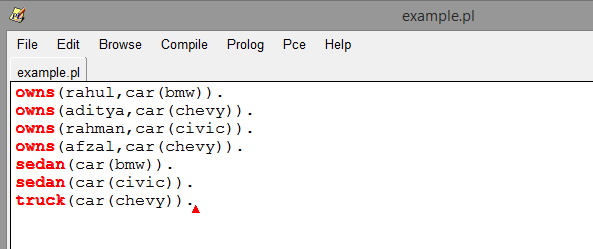 example.pl
File Edit Browse Compile Prolog Pce Help
example.pl
owns(rahul,car(bmw)).
owns(aditya,car(chevy)).
owns(rahman,car(civic)).
owns(afzal,car(chevy)).
sedan(car(bmw)).
sedan(car(civic)).
truck(car(chevy)).